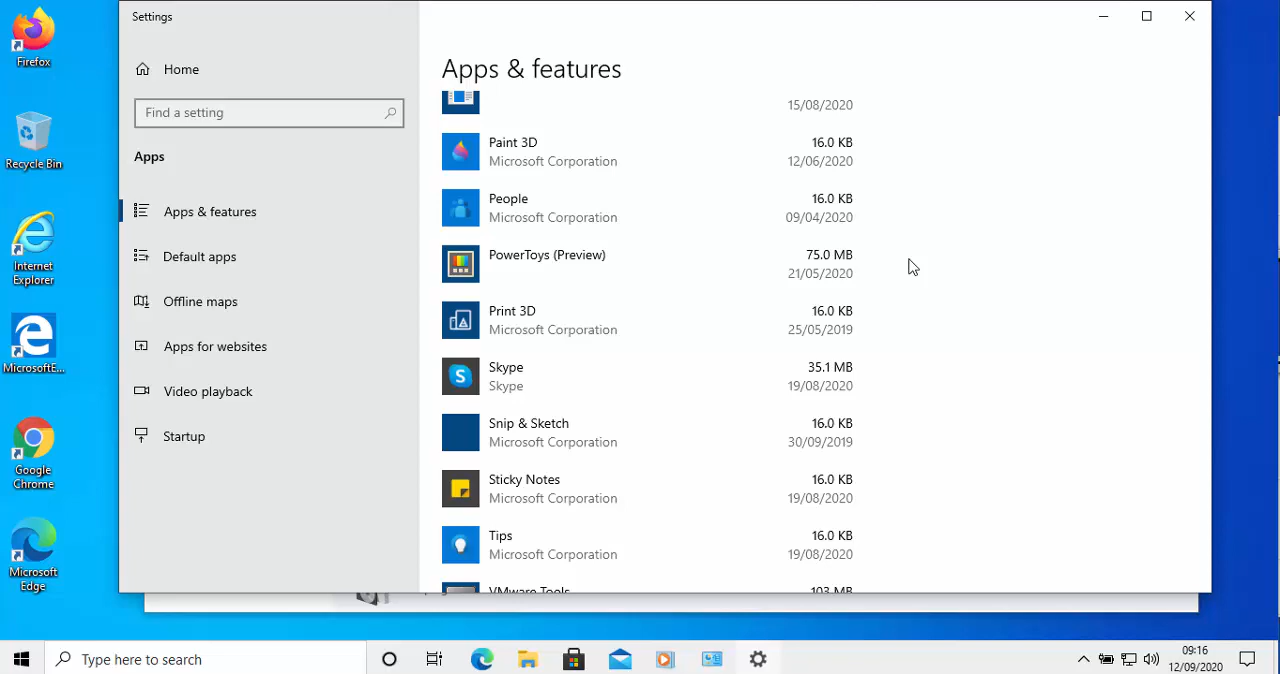 Firefox
Recycle Bin
Internet
Explorer
MicrosoftE...
Google
Chrome
Microsoft
Edge
Settings
Home
Find a setting
Apps
Apps & features
Default apps
Offline maps
Apps for websites
Video playback
Startup
Apps & features
15/08/2020
Paint 3D 16.0 KB
Microsoft Corporation 12/06/2020
People 16.0 KB
Microsoft Corporation 09/04/2020
PowerToys (Preview) 75.0 MB
21/05/2020
Print 3D 16.0 KB
Microsoft Corporation 25/05/2019
Skype 35.1 MB
Skype 19/08/2020
Snip & Sketch 16.0 KB
Microsoft Corporation 30/09/2019
Sticky Notes 16.0 KB
Microsoft Corporation 19/08/2020
Tips 16.0 KB
Microsoft Corporation 19/08/2020
VMware Tools 103 MB
Type here to search
09:16
12/09/2020